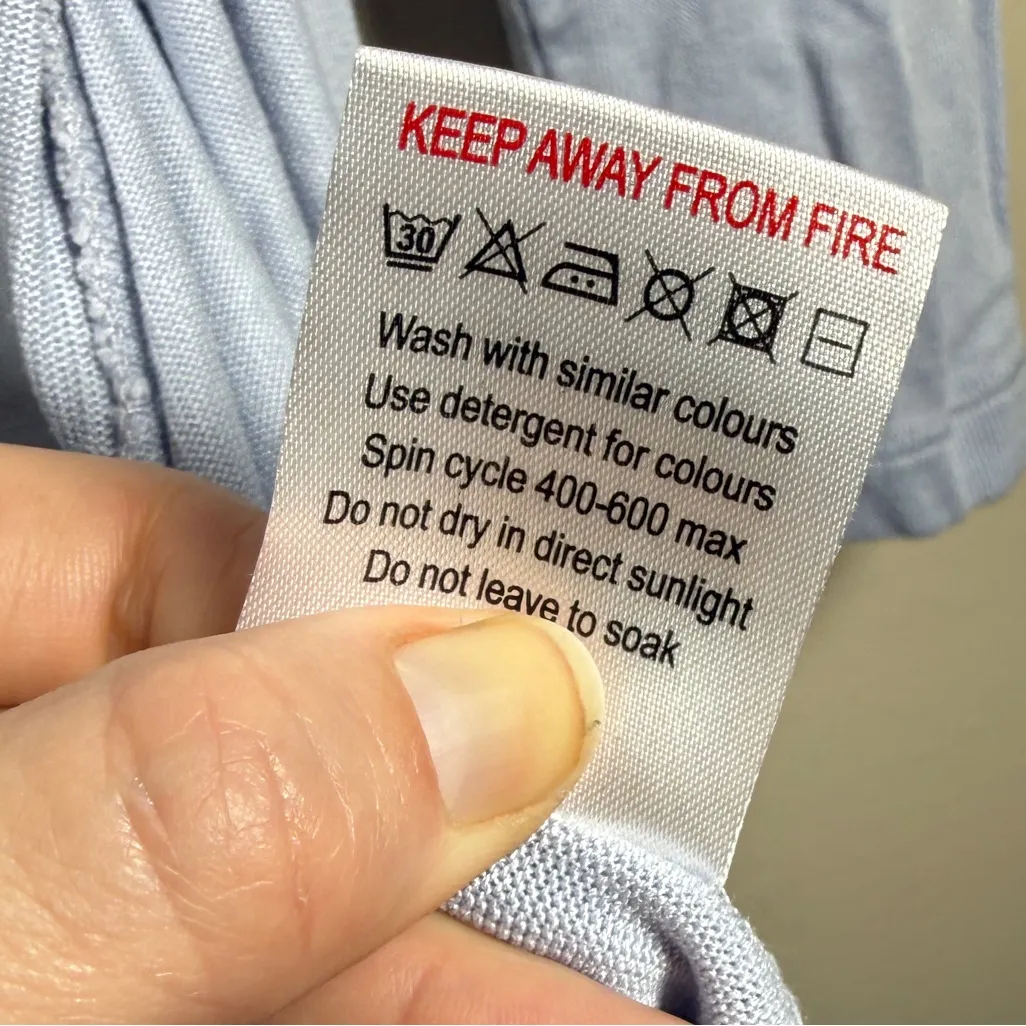 KEEP AWAY FROM FIRE
30
Wash with similar colours
Use detergent for colours
Spin cycle 400-600 max
Do not dry in direct sunlight
Do not leave to soak